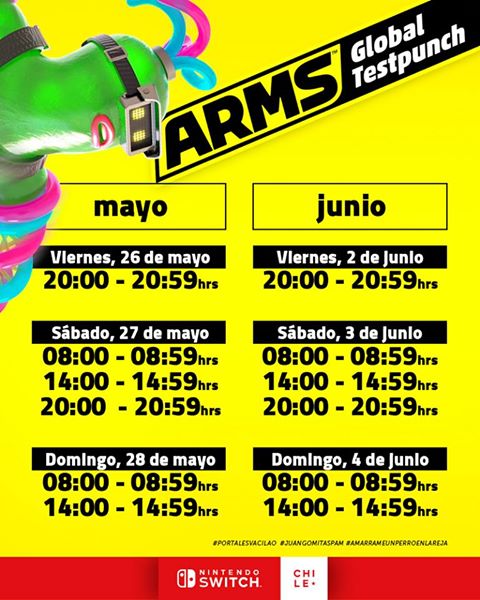 ARMS™
Global
Testpunch
mayo
Viernes, 26 de mayo
20:00 - 20:59hrs
Sábado, 27 de mayo
08:00 - 08:59hrs
14:00 - 14:59hrs
20:00 - 20:59hrs
Domingo, 28 de mayo
08:00 - 08:59hrs
14:00 - 14:59hrs
junio
Viernes, 2 de Junio
20:00 - 20:59hrs
Sábado, 3 de Junio
08:00 - 08:59hrs
14:00 - 14:59hrs
20:00 - 20:59hrs
Domingo, 4 de Junio
08:00 - 08:59hrs
14:00 - 14:59hrs
#PORTALESVACILAO #JUANGOMITASPAM #AMARRAMEUNPERROENLAREJA
NINTENDO
SWITCH.
CHI
LE